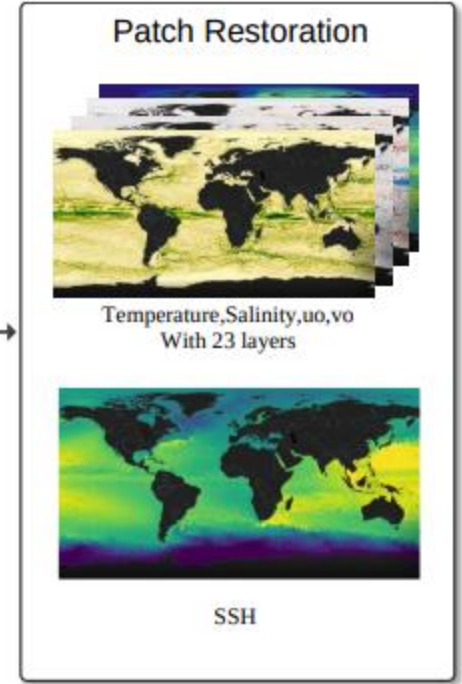 Patch Restoration
Temperature,Salinity,uo,vo
With 23 layers
SSH